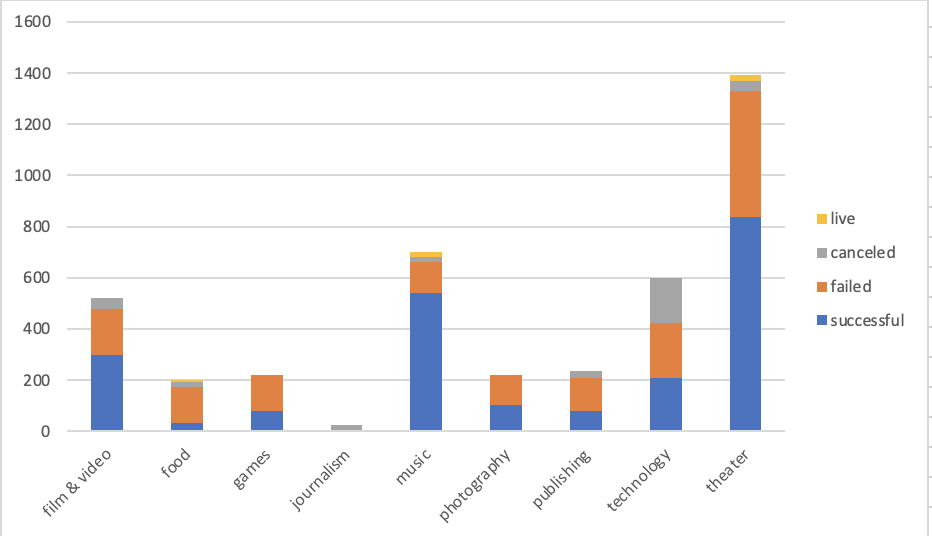 1600
1400
1200
1000
800
600
400
200
0
film & video
food
games
journalism
music
photography
publishing
technology
theater
live
canceled
failed
successful